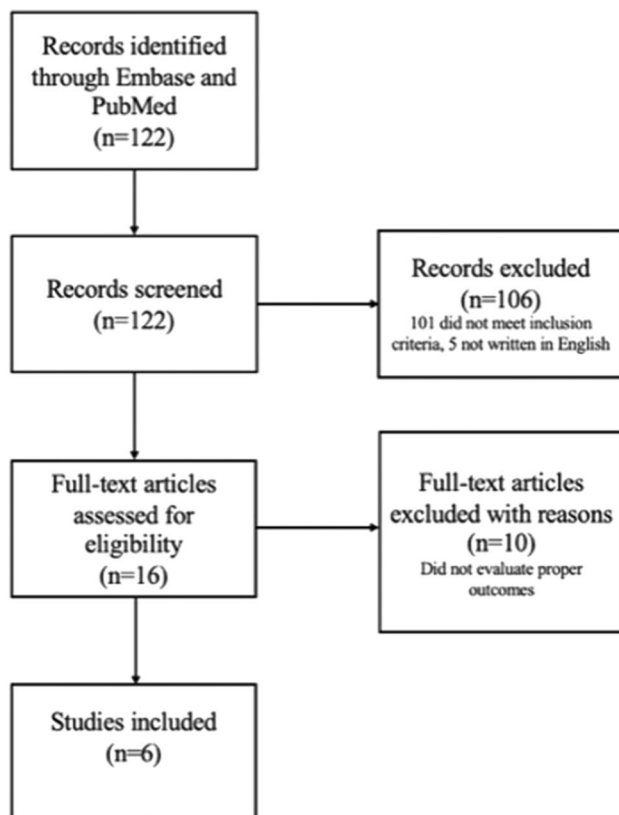 Records identified
through Embase and
PubMed
(n=122)
Records screened
(n=122)
Records excluded
(n=106)
101 did not meet inclusion
criteria, 5 not written in English
Full-text articles
assessed for
eligibility
(n=16)
Full-text articles
excluded with reasons
(n=10)
Did not evaluate proper
outcomes
Studies included
(n=6)